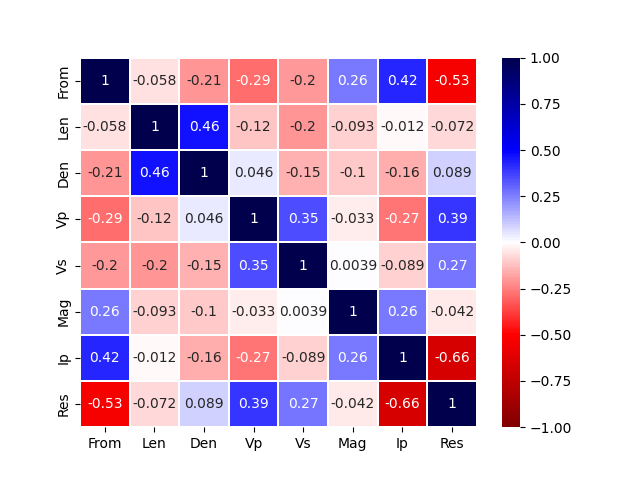 From 1 -0.058 -0.21 -0.29 -0.2 0.26 0.42 -0.53
Len -0.058 1 0.46 -0.12 -0.2 -0.093 -0.012 -0.072
Den -0.21 0.46 1 0.046 -0.15 -0.1 -0.16 0.089
Vp -0.29 -0.12 0.046 1 0.35 -0.033 -0.27 0.39
Vs -0.2 -0.2 -0.15 0.35 1 0.0039 -0.089 0.27
Mag 0.26 -0.093 -0.1 -0.033 0.0039 1 0.26 -0.042
Ip 0.42 -0.012 -0.16 -0.27 -0.089 0.26 1 -0.66
Res -0.53 -0.072 0.089 0.39 0.27 -0.042 -0.66 1
From Len Den Vp Vs Mag Ip Res
1.00
0.75
0.50
0.25
0.00
−0.25
−0.50
−0.75
−1.00